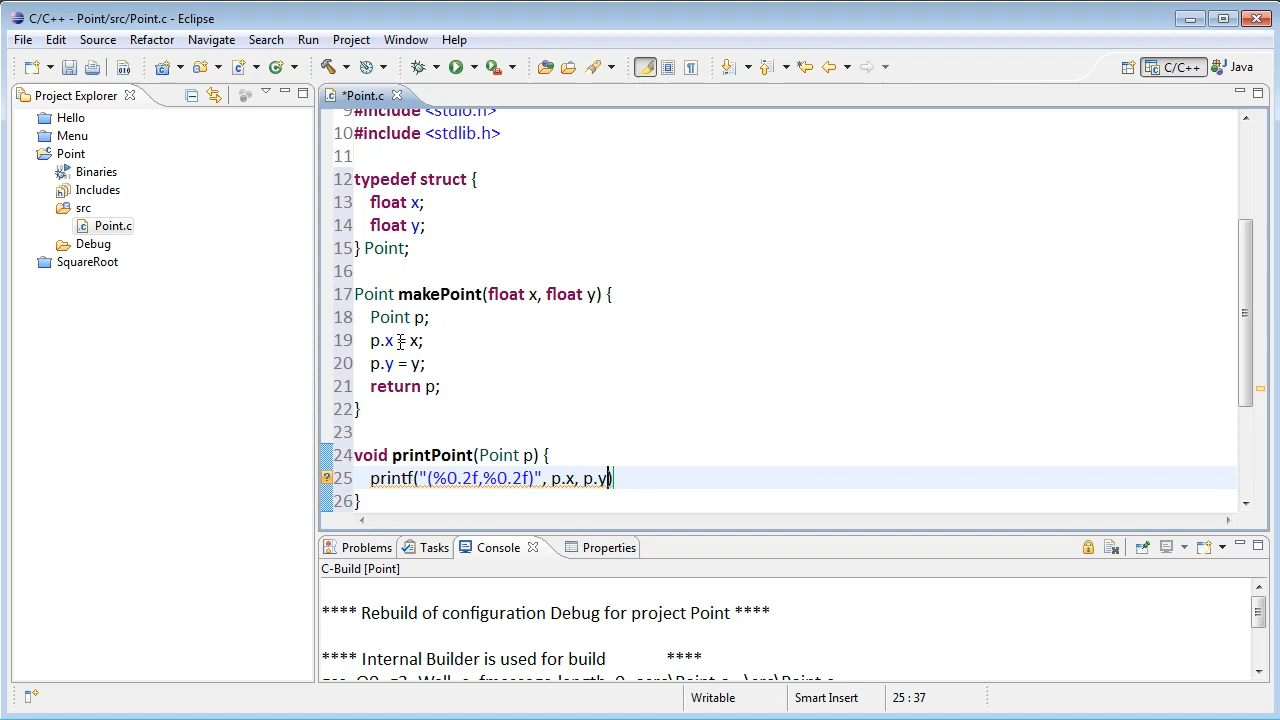 C/C++ - Point/src/Point.c - Eclipse
File Edit Source Refactor Navigate Search Run Project Window Help
C/C++ Java
Project Explorer
*Point.c
Hello
Menu
Point
Binaries
Includes
src
Point.c
Debug
SquareRoot
9 #include <stdio.h>
10 #include <stdlib.h>
11
12 typedef struct {
13 float x;
14 float y;
15 } Point;
16
17 Point makePoint(float x, float y) {
18 Point p;
19 p.x = x;
20 p.y = y;
21 return p;
22 }
23
24 void printPoint(Point p) {
25 printf("(%0.2f,%0.2f)", p.x, p.y)
26 }
Problems Tasks Console Properties
C-Build [Point]
**** Rebuild of configuration Debug for project Point ****
**** Internal Builder is used for build ****
Writable Smart Insert 25 : 37